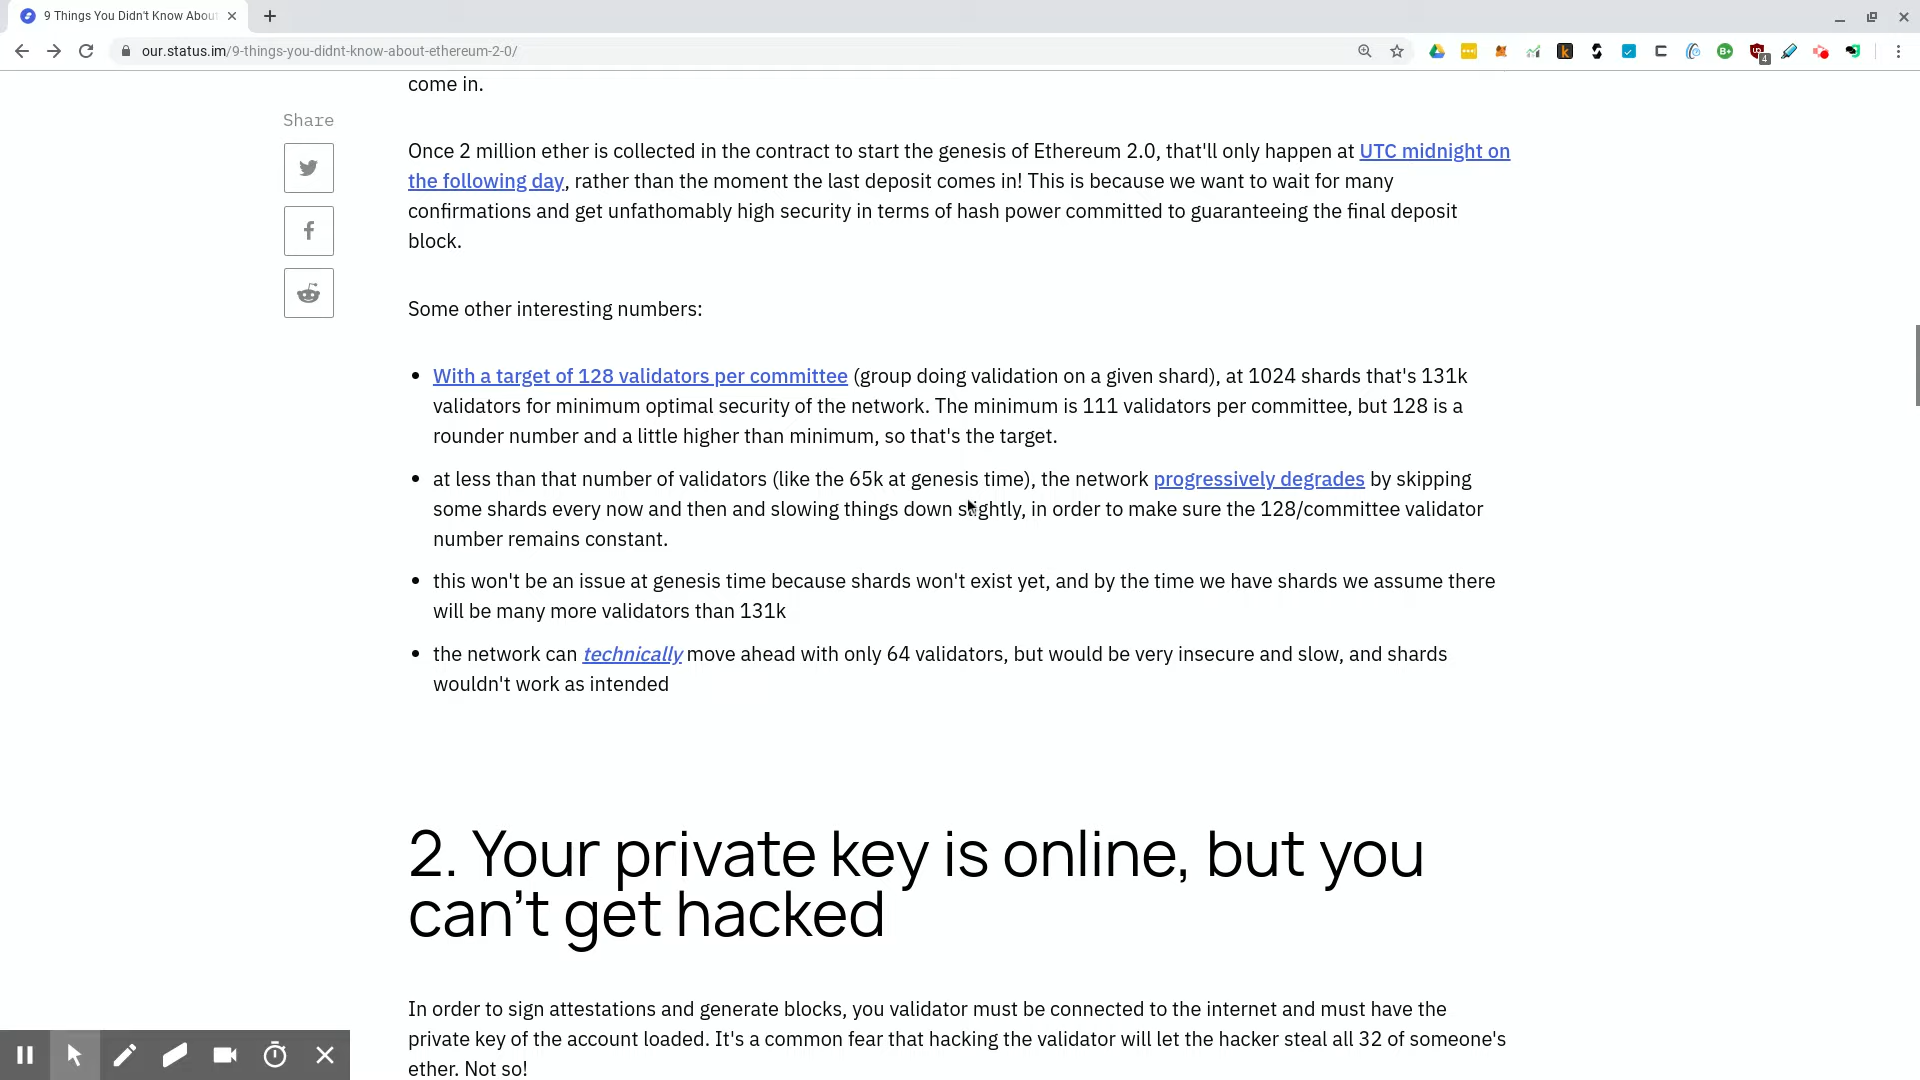 9 Things You Didn't Know About
our.status.im/9-things-you-didnt-know-about-ethereum-2-0/
come in.
Share
Once 2 million ether is collected in the contract to start the genesis of Ethereum 2.0, that'll only happen at UTC midnight on
the following day, rather than the moment the last deposit comes in! This is because we want to wait for many
confirmations and get unfathomably high security in terms of hash power committed to guaranteeing the final deposit
block.
Some other interesting numbers:
With a target of 128 validators per committee (group doing validation on a given shard), at 1024 shards that's 131k
validators for minimum optimal security of the network. The minimum is 111 validators per committee, but 128 is a
rounder number and a little higher than minimum, so that's the target.
at less than that number of validators (like the 65k at genesis time), the network progressively degrades by skipping
some shards every now and then and slowing things down slightly, in order to make sure the 128/committee validator
number remains constant.
this won't be an issue at genesis time because shards won't exist yet, and by the time we have shards we assume there
will be many more validators than 131k
the network can technically move ahead with only 64 validators, but would be very insecure and slow, and shards
wouldn't work as intended
2. Your private key is online, but you
can't get hacked
In order to sign attestations and generate blocks, you validator must be connected to the internet and must have the
private key of the account loaded. It's a common fear that hacking the validator will let the hacker steal all 32 of someone's
ether. Not so!